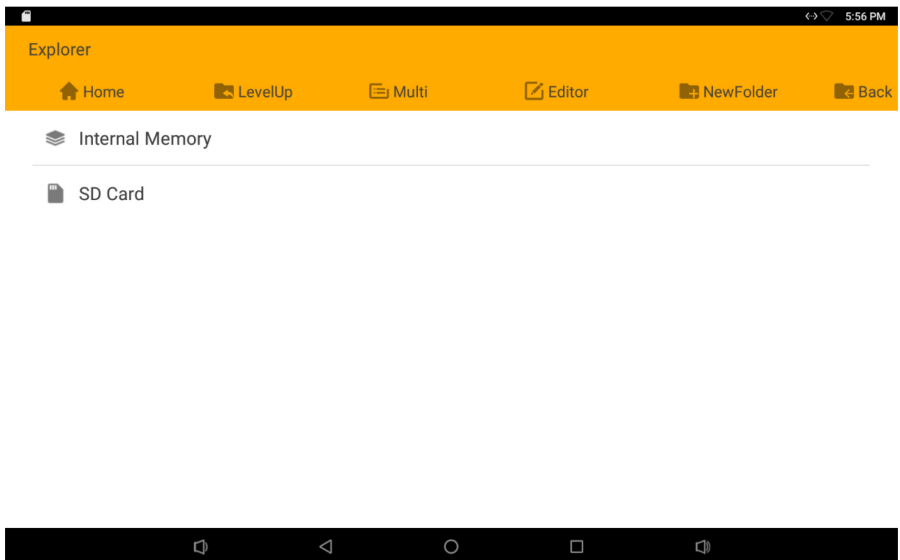 5:56 PM
Explorer
Home LevelUp Multi Editor NewFolder Back
Internal Memory
SD Card